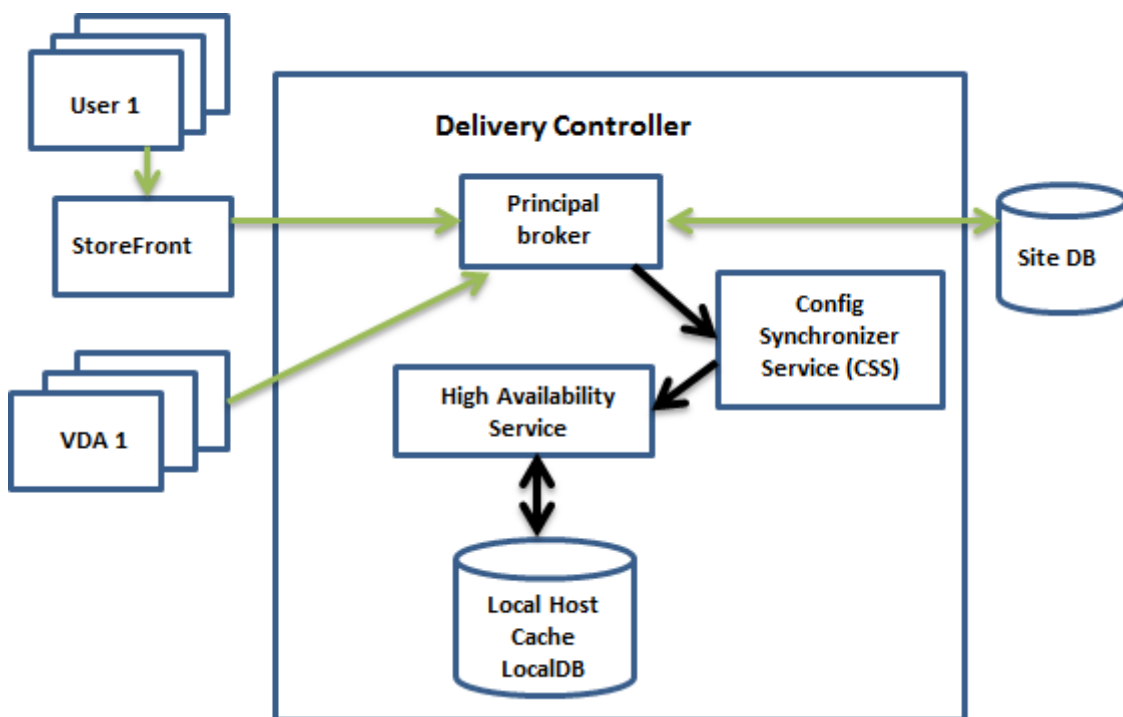 User 1
Delivery Controller
StoreFront
Principal
broker
Site DB
Config
Synchronizer
Service (CSS)
High Availability
Service
VDA 1
Local Host
Cache
LocalDB